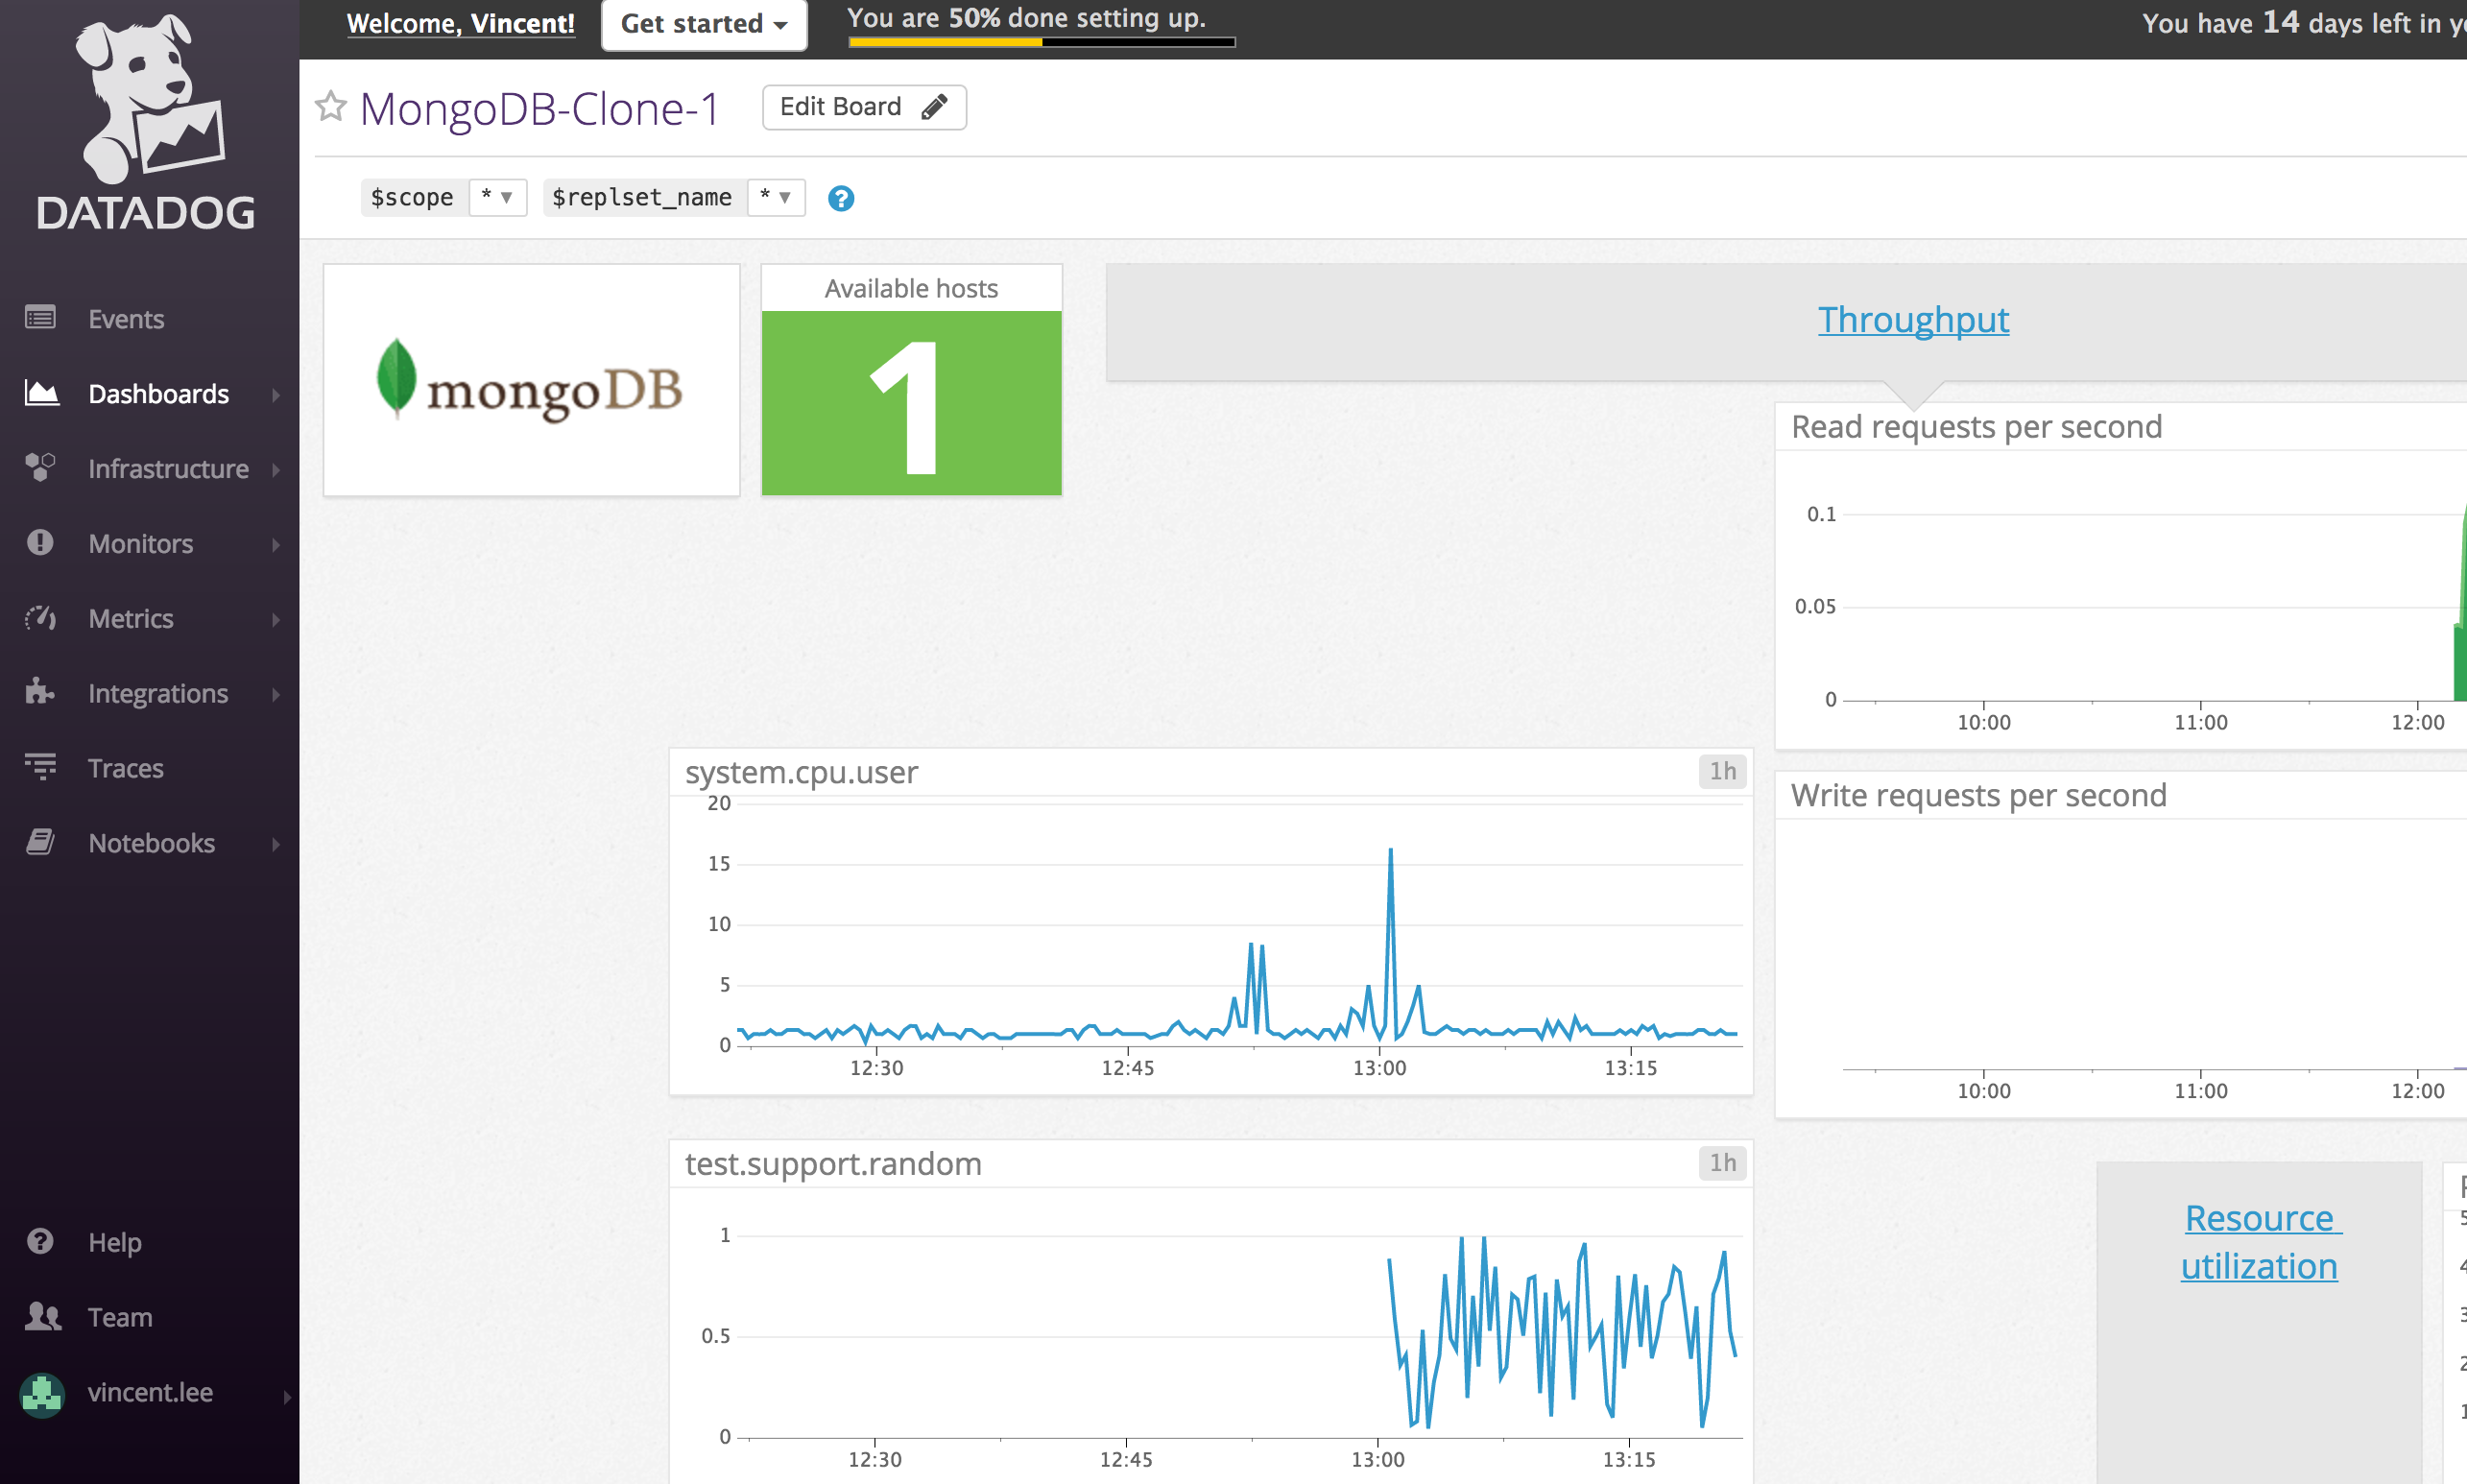 Welcome, Vincent!
Get started
You are 50% done setting up.
You have 14 days left in
DATADOG
Events
Dashboards
Infrastructure
Monitors
Metrics
Integrations
Traces
Notebooks
Help
Team
vincent.lee
MongoDB-Clone-1
Edit Board
$scope * ▼ $replset_name * ▼ ?
mongoDB
Available hosts
1
Throughput
Read requests per second
0.1
0.05
0
10:00 11:00 12:00
system.cpu.user 1h
20
15
10
5
0
12:30 12:45 13:00 13:15
Write requests per second
10:00 11:00 12:00
test.support.random 1h
1
0.5
0
12:30 12:45 13:00 13:15
Resource
utilization